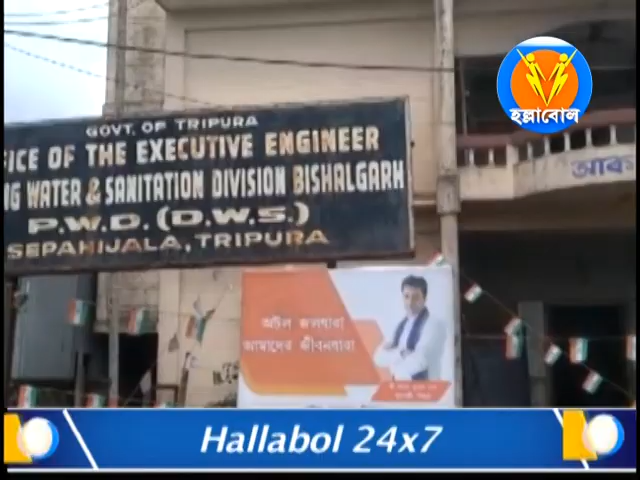 GOVT. OF TRIPURA
ICE OF THE EXECUTIVE ENGINEER
NG WATER & SANITATION DIVISION BISHALGARH
P.W.D. (D.W.S.)
SEPAHIJALA, TRIPURA
হল্লাবোল
অটল জলধারা
আমাদের জীবনধারা
Hallabol 24x7